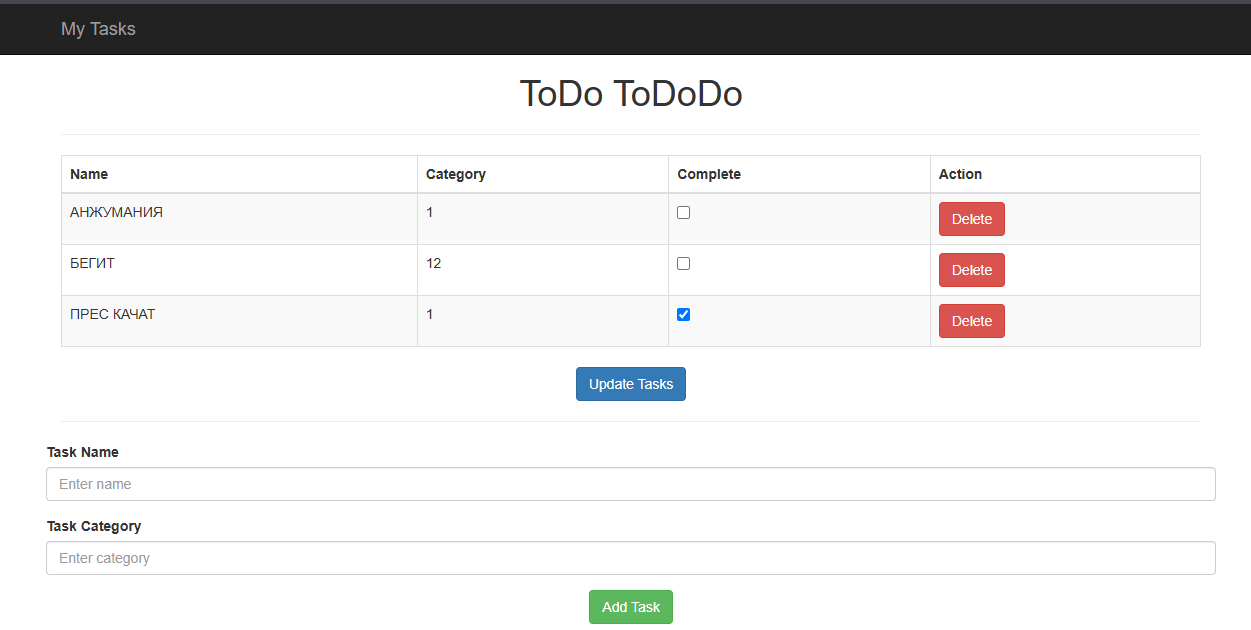 My Tasks
ToDo ToDoDo
Name Category Complete Action
АНЖУМАНИЯ 1 Delete
БЕГИТ 12 Delete
ПРЕС КАЧАТ 1 Delete
Update Tasks
Task Name
Enter name
Task Category
Enter category
Add Task